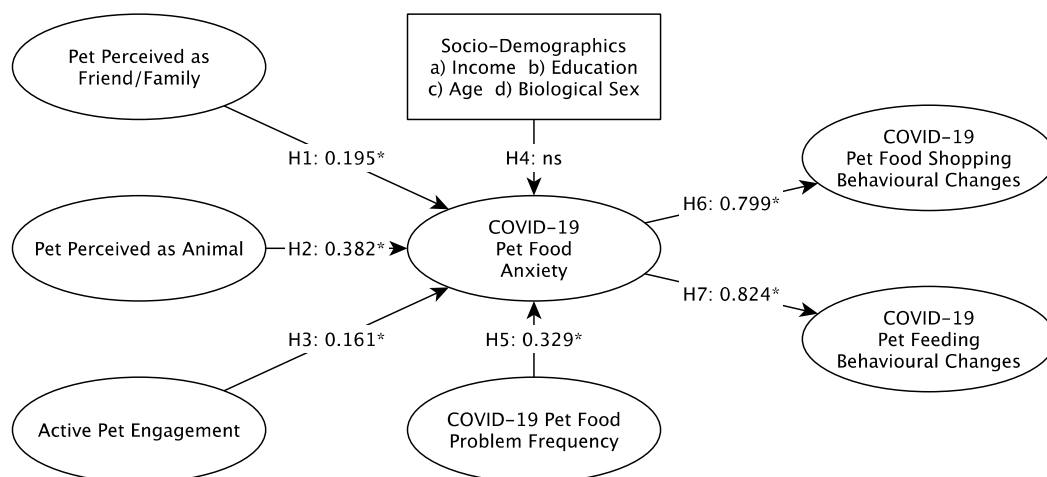 Pet Perceived as
Friend/Family
Socio-Demographics
a) Income  b) Education
c) Age  d) Biological Sex
COVID-19
Pet Food Shopping
Behavioural Changes
H1: 0.195*
H4: ns
H6: 0.799*
Pet Perceived as Animal
H2: 0.382*
COVID-19
Pet Food
Anxiety
H7: 0.824*
COVID-19
Pet Feeding
Behavioural Changes
H3: 0.161*
H5: 0.329*
Active Pet Engagement
COVID-19 Pet Food
Problem Frequency